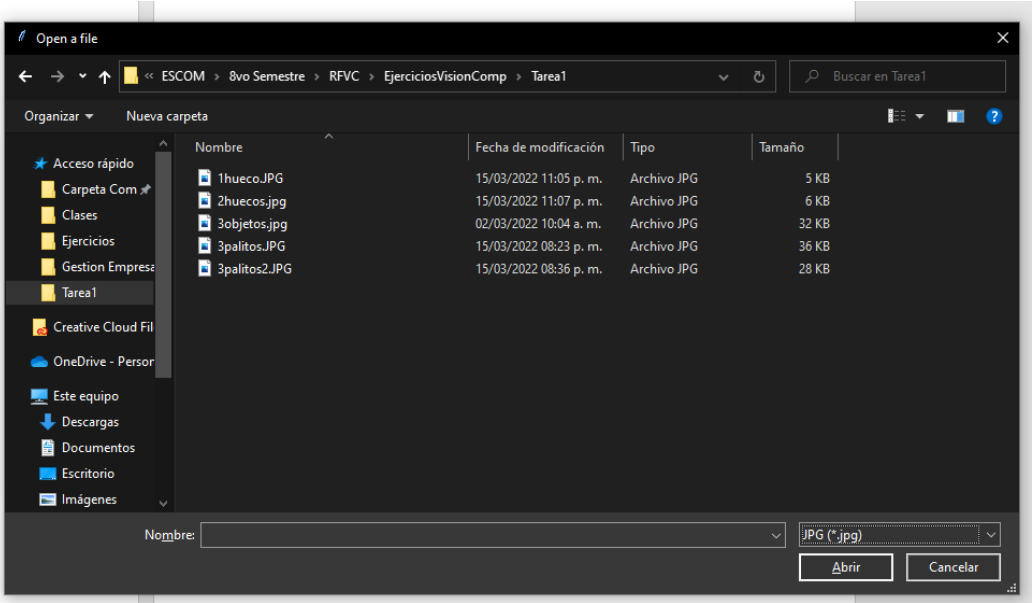 Open a file
« ESCOM › 8vo Semestre › RFVC › EjerciciosVisionComp › Tarea1
Buscar en Tarea1
Organizar Nueva carpeta
Nombre Fecha de modificación Tipo Tamaño
1hueco.JPG 15/03/2022 11:05 p. m. Archivo JPG 5 KB
2huecos.jpg 15/03/2022 11:07 p. m. Archivo JPG 6 KB
3objetos.jpg 02/03/2022 10:04 a. m. Archivo JPG 32 KB
3palitos.JPG 15/03/2022 08:23 p. m. Archivo JPG 36 KB
3palitos2.JPG 15/03/2022 08:36 p. m. Archivo JPG 28 KB
Acceso rápido
Carpeta Com
Clases
Ejercicios
Gestion Empresa
Tarea1
Creative Cloud Fil
OneDrive - Person
Este equipo
Descargas
Documentos
Escritorio
Imágenes
Nombre:
JPG (*.jpg)
Abrir Cancelar